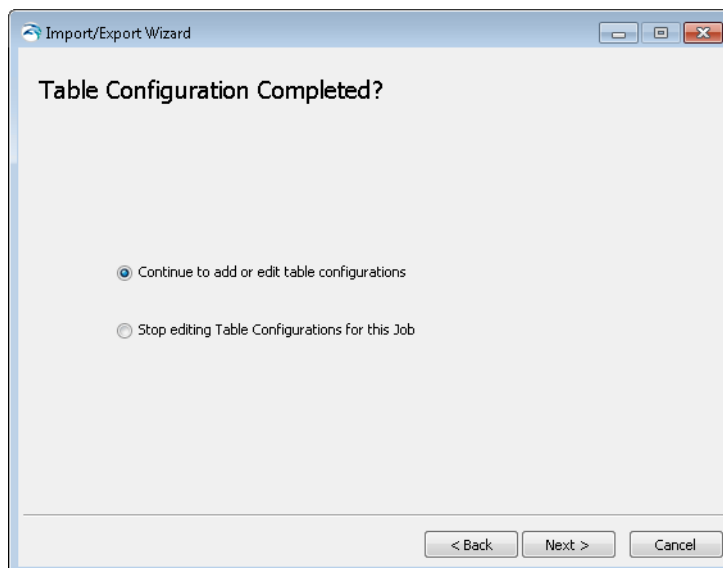 Import/Export Wizard
Table Configuration Completed?
Continue to add or edit table configurations
Stop editing Table Configurations for this Job
< Back Next > Cancel